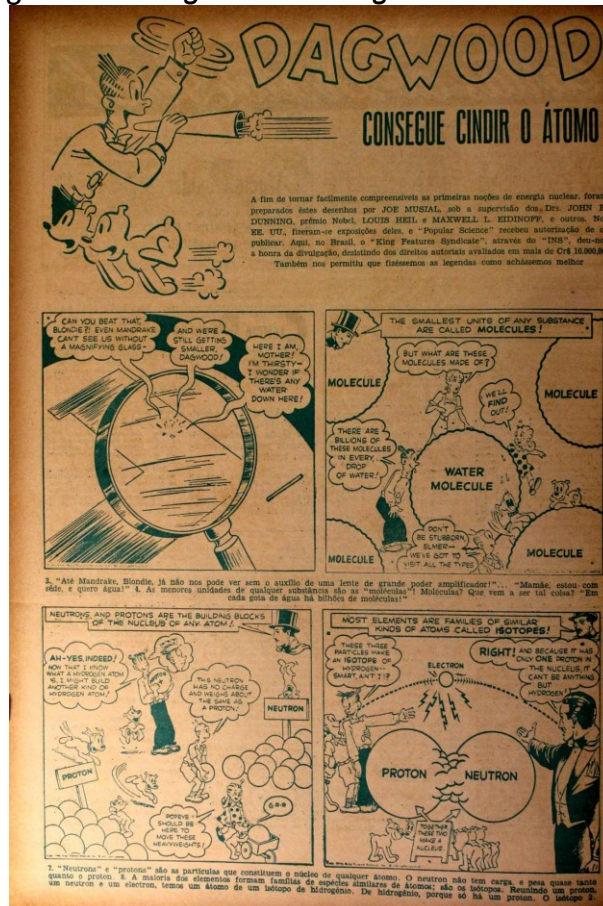 DAGWOOD
CONSEGUE CINDIR O ÁTOMO
A fim de tornar facilmente compreensíveis as primeiras noções de energia nuclear, foram
preparados êstes desenhos por JOE MUSIAL, sob a supervisão dos Drs. JOHN
DUNNING, prêmio Nobel, LOUIS HEIL e MAXWELL L. EIDINOFF, e outros.
EE. UU., fizeram-se exposições deles, e "Popular Science" recebeu autorização de
publicar. Aqui, no Brasil, o "King Features Syndicate", através do "INS",
a honra da divulgação, desistindo dos direitos autoriais avaliados em mais de Cr$
Também nos permitiu que fizéssemos as legendas como achássemos melhor
CAN YOU BEAT THAT,
BLONDIE?! EVEN MANDRAKE
CAN'T SEE US WITHOUT
A MAGNIFYING GLASS-
AND WE'RE
STILL GETTING
SMALLER,
DAGWOOD!
HERE I AM,
MOTHER!
I'M THIRSTY-
I WONDER IF
THERE'S ANY
WATER
DOWN HERE!
THE SMALLEST UNITS OF ANY SUBSTANCE
ARE CALLED MOLECULES!
BUT WHAT ARE THESE
MOLECULES MADE OF?
WE'LL
FIND
OUT!
MOLECULE
MOLECULE
THERE ARE
BILLIONS OF
THESE MOLECULES
IN EVERY
DROP
OF WATER!
WATER
MOLECULE
DON'T
BE STUBBORN,
ELMER-
WE'VE GOT TO
VISIT ALL THE TYPES
MOLECULE
MOLECULE
3. "Até Mandrake, Blondie, já não nos pode ver sem o auxílio de uma lente de grande poder amplificador!"... "Mamãe, estou com
sêde, e quero água!" 4. As menores unidades de qualquer substância são as "moléculas"! Moléculas? Que vem a ser tal coisa? "Em
cada gota de água há bilhões de moléculas!"
NEUTRONS AND PROTONS ARE THE BUILDING BLOCKS
OF THE NUCLEUS OF ANY ATOM!
AH-YES, INDEED!
NOW THAT I KNOW
WHAT A HYDROGEN ATOM
IS, I MIGHT BUILD
ANOTHER KIND OF
HYDROGEN ATOM!
THIS NEUTRON
HAS NO CHARGE
AND WEIGHS ABOUT
THE SAME AS
A PROTON!
NEUTRON
PROTON
POPEYE
SHOULD BE
HERE TO
MOVE THESE
HEAVYWEIGHTS!
MOST ELEMENTS ARE FAMILIES OF SIMILAR
KINDS OF ATOMS CALLED ISOTOPES!
THESE THREE
PARTICLES MAKE
AN ISOTOPE OF
HYDROGEN-
SMART, AIN'T I?
ELECTRON
RIGHT! AND BECAUSE IT HAS
ONLY ONE PROTON IN
THE NUCLEUS, IT
CAN'T BE ANYTHING
BUT
HYDROGEN!
PROTON
NEUTRON
TOGETHER
THESE TWO
MAKE A
NUCLEUS
7. "Neutrons" e "protons" são as partículas que constituem o núcleo de qualquer átomo. O neutron não tem carga, e pesa quase tanto
quanto o proton. 8. A maioria dos elementos formam famílias de espécies similares de átomos; são os isótopos. Reunindo um proton,
um neutron e um electron, temos um átomo de um isótopo de hidrogênio. De hidrogênio, porque só há um proton. O isótopo